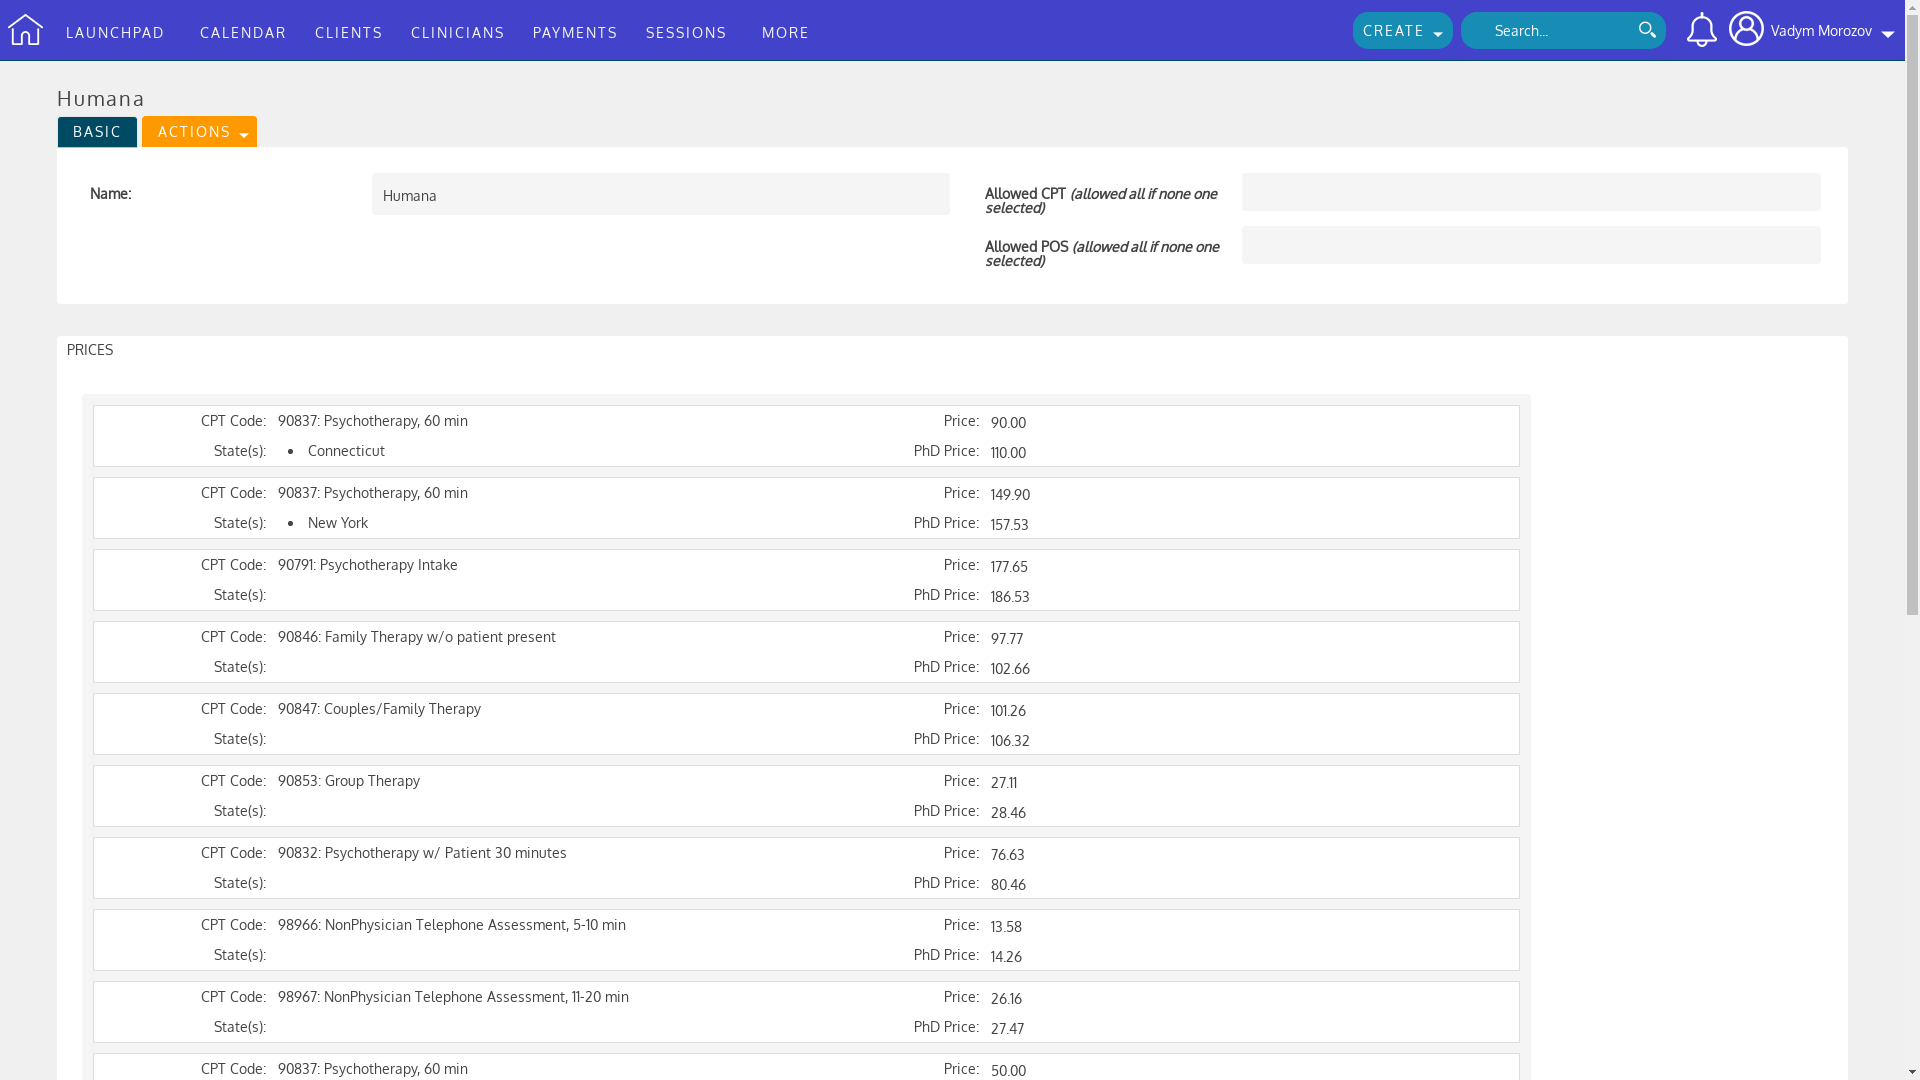 LAUNCHPAD CALENDAR CLIENTS CLINICIANS PAYMENTS SESSIONS MORE CREATE Search... Vadym Morozov
Humana
BASIC ACTIONS
Name: Humana
Allowed CPT (allowed all if none one
selected)
Allowed POS (allowed all if none one
selected)
PRICES
CPT Code: 90837: Psychotherapy, 60 min Price: 90.00
State(s): • Connecticut PhD Price: 110.00
CPT Code: 90837: Psychotherapy, 60 min Price: 149.90
State(s): • New York PhD Price: 157.53
CPT Code: 90791: Psychotherapy Intake Price: 177.65
State(s): PhD Price: 186.53
CPT Code: 90846: Family Therapy w/o patient present Price: 97.77
State(s): PhD Price: 102.66
CPT Code: 90847: Couples/Family Therapy Price: 101.26
State(s): PhD Price: 106.32
CPT Code: 90853: Group Therapy Price: 27.11
State(s): PhD Price: 28.46
CPT Code: 90832: Psychotherapy w/ Patient 30 minutes Price: 76.63
State(s): PhD Price: 80.46
CPT Code: 98966: NonPhysician Telephone Assessment, 5-10 min Price: 13.58
State(s): PhD Price: 14.26
CPT Code: 98967: NonPhysician Telephone Assessment, 11-20 min Price: 26.16
State(s): PhD Price: 27.47
CPT Code: 90837: Psychotherapy, 60 min Price: 50.00